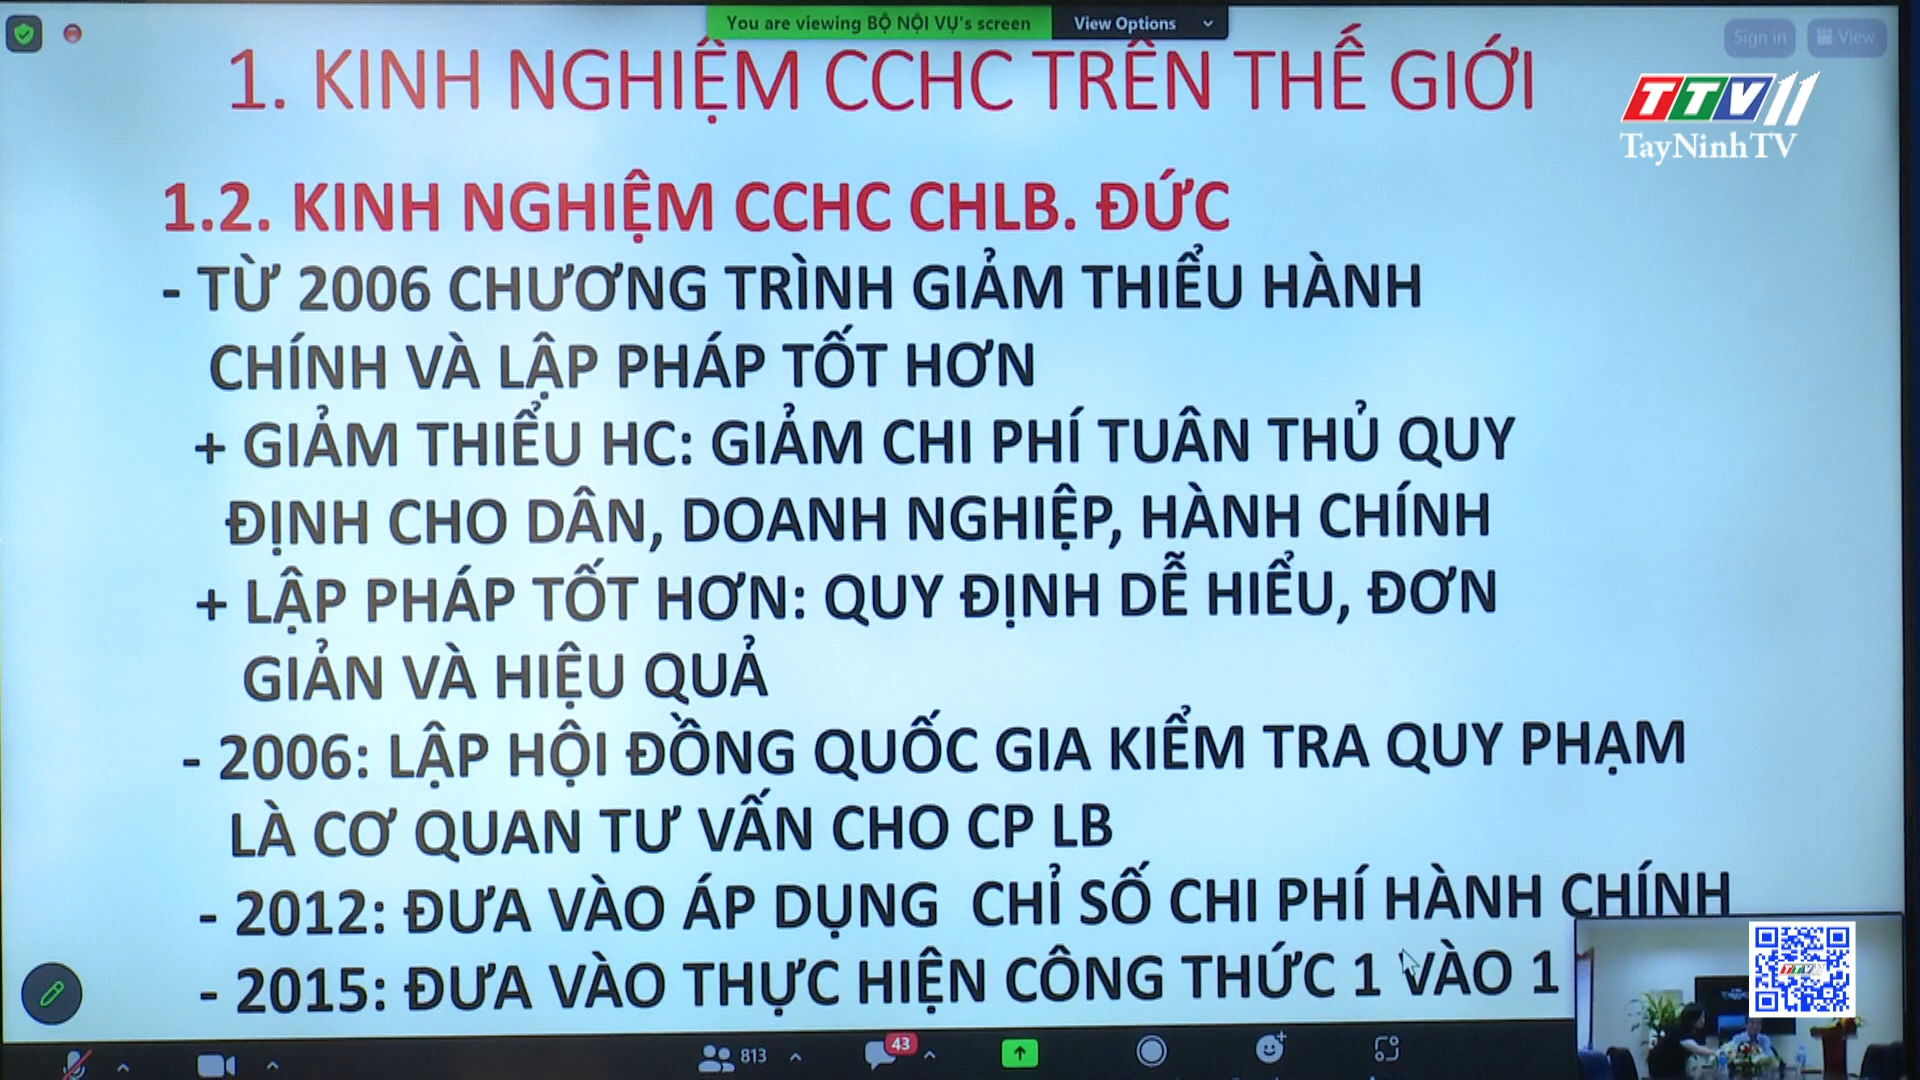 You are viewing BỘ NỘI VỤ's screen
View Options
Sign in
View
1. KINH NGHIỆM CCHC TRÊN THẾ GIỚI
TTV11
TayNinhTV
1.2. KINH NGHIỆM CCHC CHLB. ĐỨC
- TỪ 2006 CHƯƠNG TRÌNH GIẢM THIỂU HÀNH
CHÍNH VÀ LẬP PHÁP TỐT HƠN
+ GIẢM THIỂU HC: GIẢM CHI PHÍ TUÂN THỦ QUY
ĐỊNH CHO DÂN, DOANH NGHIỆP, HÀNH CHÍNH
+ LẬP PHÁP TỐT HƠN: QUY ĐỊNH DỄ HIỂU, ĐƠN
GIẢN VÀ HIỆU QUẢ
- 2006: LẬP HỘI ĐỒNG QUỐC GIA KIỂM TRA QUY PHẠM
LÀ CƠ QUAN TƯ VẤN CHO CP LB
- 2012: ĐƯA VÀO ÁP DỤNG CHỈ SỐ CHI PHÍ HÀNH CHÍNH
- 2015: ĐƯA VÀO THỰC HIỆN CÔNG THỨC 1 VÀO 1
TTV11
813
43